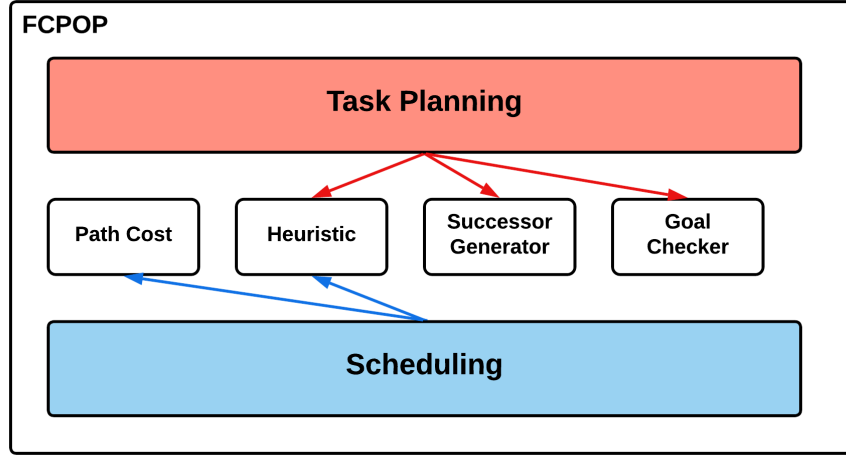 FCPOP
Task Planning
Path Cost
Heuristic
Successor
Generator
Goal
Checker
Scheduling